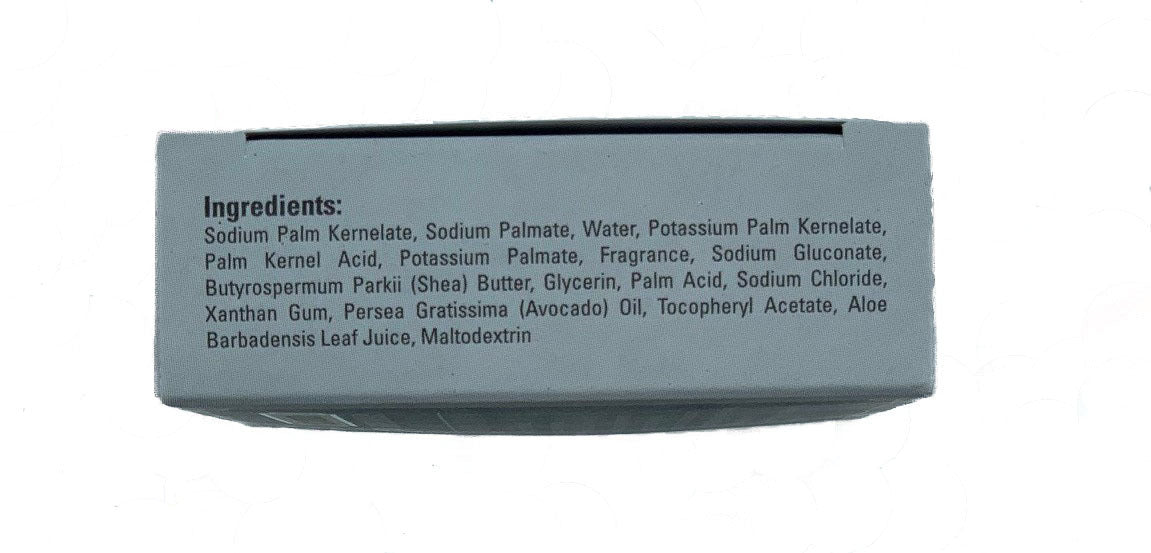 Ingredients:
Sodium Palm Kernelate, Sodium Palmate, Water, Potassium Palm Kernelate,
Palm Kernel Acid, Potassium Palmate, Fragrance, Sodium Gluconate,
Butyrospermum Parkii (Shea) Butter, Glycerin, Palm Acid, Sodium Chloride,
Xanthan Gum, Persea Gratissima (Avocado) Oil, Tocopheryl Acetate, Aloe
Barbadensis Leaf Juice, Maltodextrin